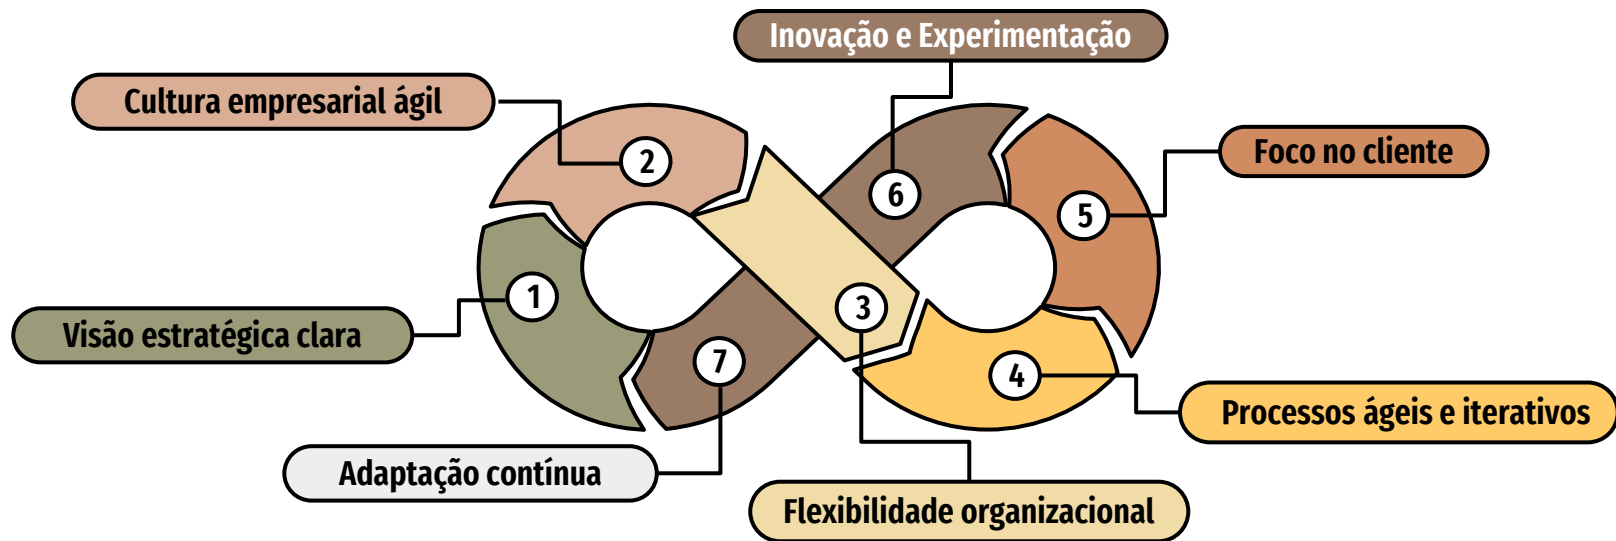 Inovação e Experimentação
Cultura empresarial ágil
2
6
5
Foco no cliente
1
3
Visão estratégica clara
7
4
Processos ágeis e iterativos
Adaptação contínua
Flexibilidade organizacional